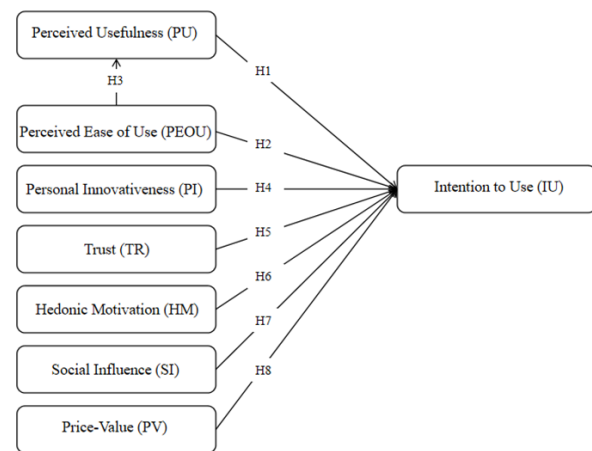 Perceived Usefulness (PU)
H1
H3
Perceived Ease of Use (PEOU)
H2
Personal Innovativeness (PI)
H4
Intention to Use (IU)
Trust (TR)
H5
Hedonic Motivation (HM)
H6
Social Influence (SI)
H7
Price-Value (PV)
H8